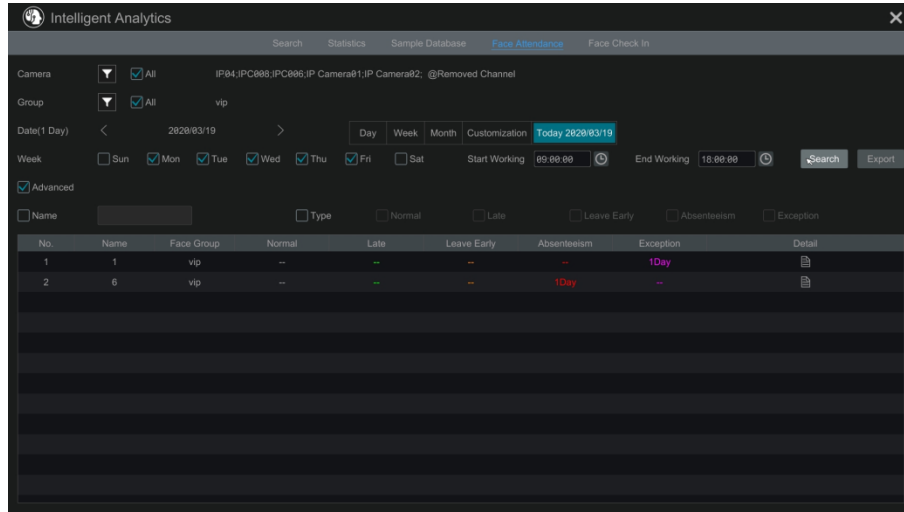 Intelligent Analytics
Search Statistics Sample Database Face Attendance Face Check In
Camera All IP04;IPC008;IPC006;IP Camera01;IP Camera02; @Removed Channel
Group All vip
Date(1 Day) < 2020/03/19 > Day Week Month Customization Today 2020/03/19
Week Sun Mon Tue Wed Thu Fri Sat Start Working 09:00:00 End Working 18:00:00 Search Export
Advanced
Name Type Normal Late Leave Early Absenteeism Exception
No. Name Face Group Normal Late Leave Early Absenteeism Exception Detail
1 1 vip -- -- -- -- 1Day
2 6 vip -- -- -- 1Day --